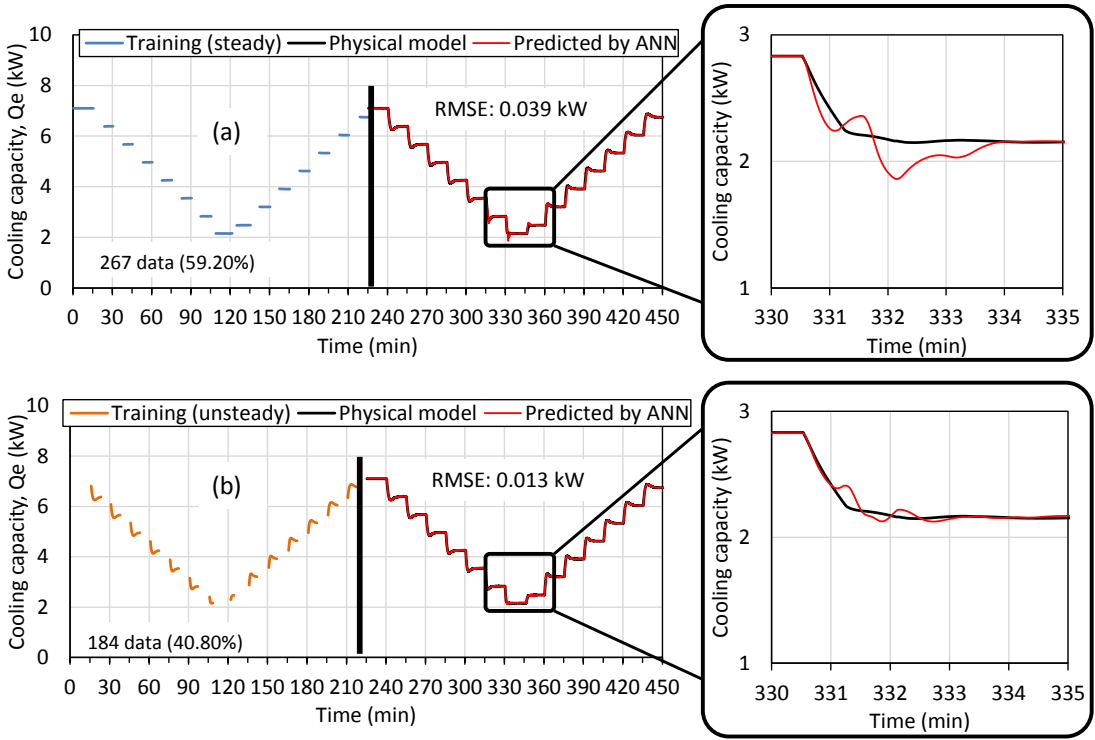 Training (steady) Physical model Predicted by ANN
Cooling capacity, Qe (kW)
10
8
6
4
2
0
(a)
RMSE: 0.039 kW
267 data (59.20%)
0 30 60 90 120 150 180 210 240 270 300 330 360 390 420 450
Time (min)
Cooling capacity (kW)
3
2
1
330 331 332 333 334 335
Time (min)
Training (unsteady) Physical model Predicted by ANN
Cooling capacity, Qe (kW)
10
8
6
4
2
0
(b)
RMSE: 0.013 kW
184 data (40.80%)
0 30 60 90 120 150 180 210 240 270 300 330 360 390 420 450
Time (min)
Cooling capacity (kW)
3
2
1
330 331 332 333 334 335
Time (min)